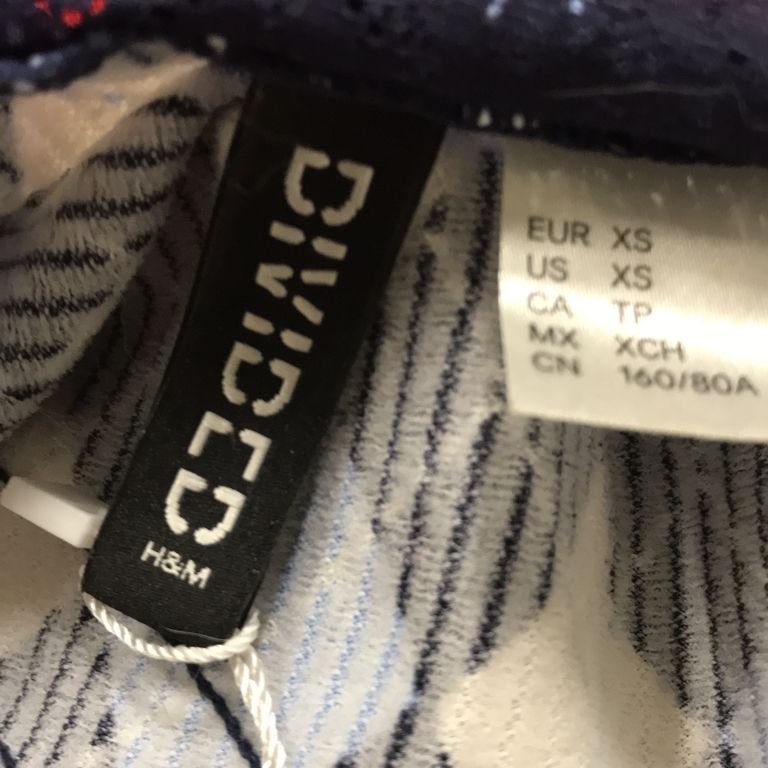 DIVIDED
H&M
EUR XS
US XS
CA TP
MX XCH
CN 160/80A